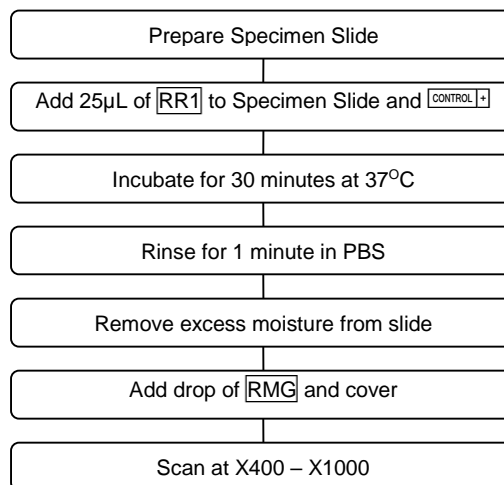 Prepare Specimen Slide
Add 25µL of RR1 to Specimen Slide and CONTROL +
Incubate for 30 minutes at 37ᴼC
Rinse for 1 minute in PBS
Remove excess moisture from slide
Add drop of RMG and cover
Scan at X400 – X1000